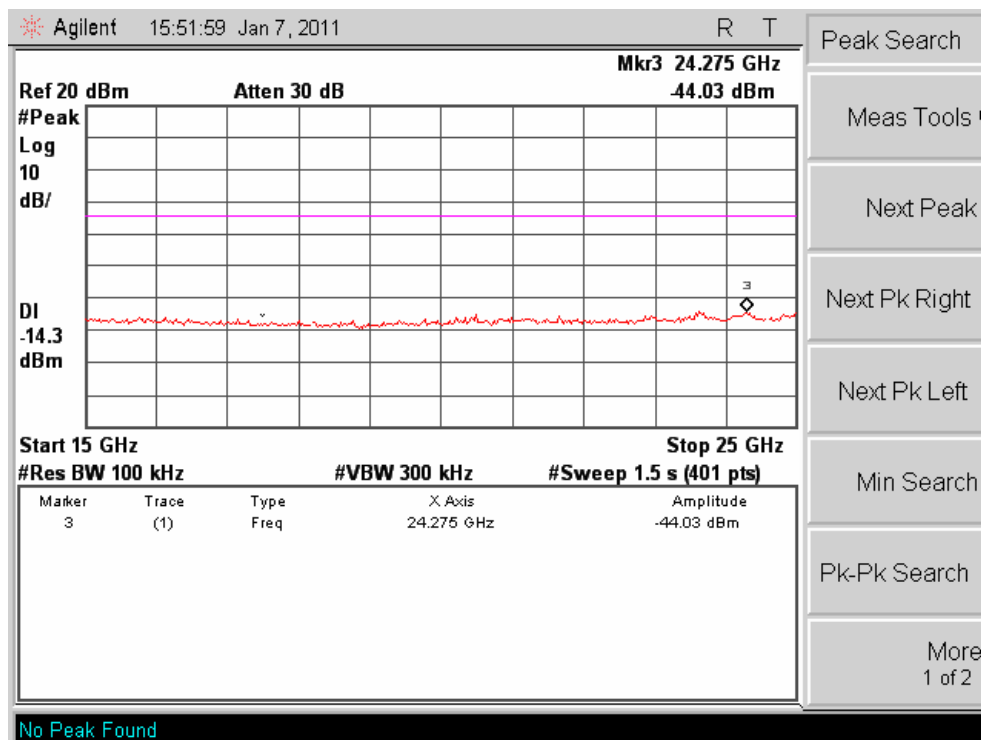 Agilent 15:51:59 Jan 7, 2011 R T
Mkr3 24.275 GHz
Ref 20 dBm Atten 30 dB -44.03 dBm
#Peak
Log
10
dB/
3
DI
-14.3
dBm
Start 15 GHz Stop 25 GHz
#Res BW 100 kHz #VBW 300 kHz #Sweep 1.5 s (401 pts)
Marker Trace Type X Axis Amplitude
3 (1) Freq 24.275 GHz -44.03 dBm
No Peak Found
Peak Search
Meas Tools
Next Peak
Next Pk Right
Next Pk Left
Min Search
Pk-Pk Search
More
1 of 2